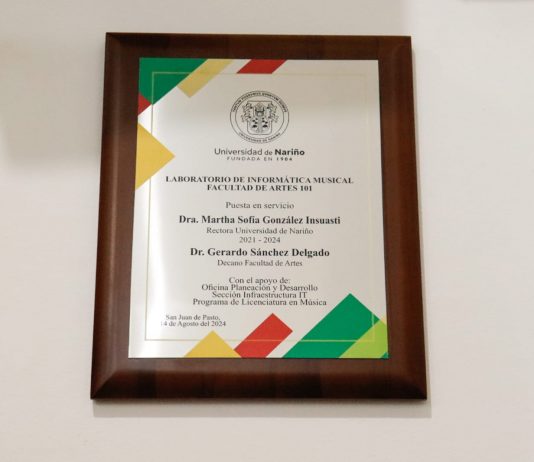 Universidad de Nariño
FUNDADA EN 1904
LABORATORIO DE INFORMÁTICA MUSICAL
FACULTAD DE ARTES 101
Puesta en servicio
Dra. Martha Sofia González Insuasti
Rectora Universidad de Nariño
2021 - 2024
Dr. Gerardo Sánchez Delgado
Decano Facultad de Artes
Con el apoyo de:
Oficina Planeación y Desarrollo
Sección Infraestructura IT
Programa de Licenciatura en Música
San Juan de Pasto,
14 de Agosto del 2024